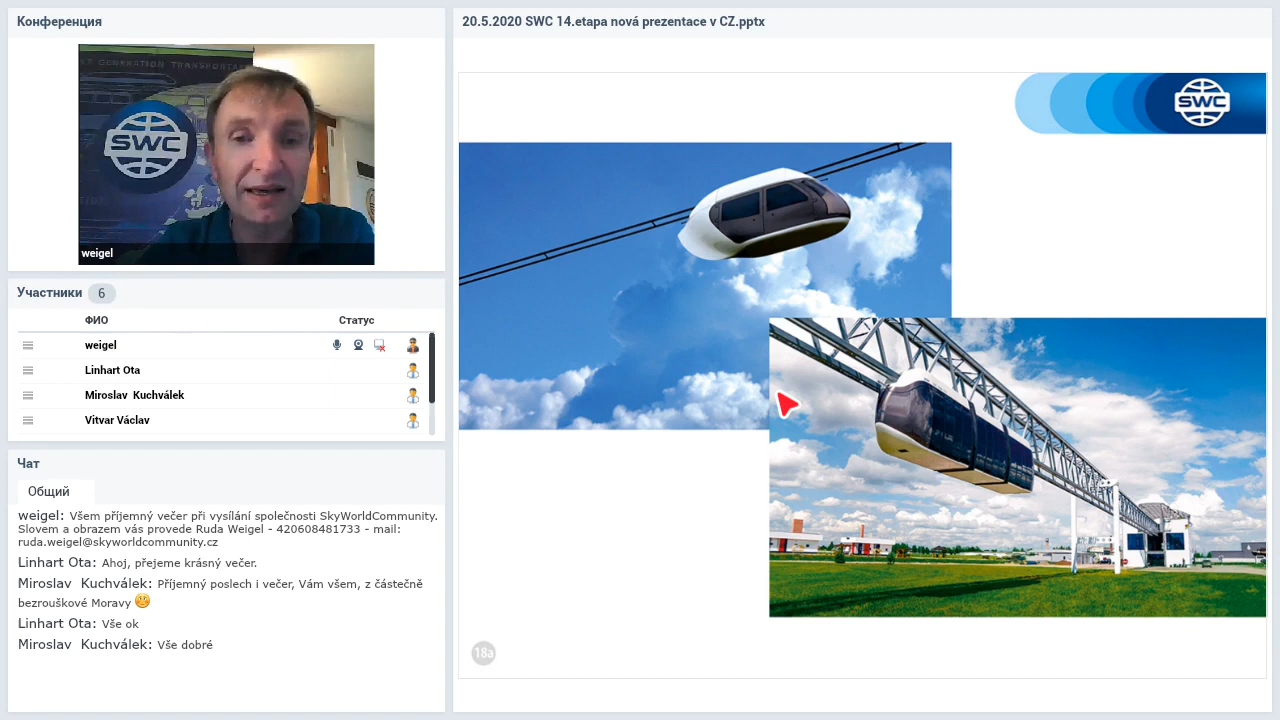 Конференция
NEXT GENERATION TRANSPORTAT
SWC
weigel
Участники 6
ФИО Статус
weigel
Linhart Ota
Miroslav Kuchválek
Vitvar Václav
Чат
Общий
weigel: Všem příjemný večer při vysílání společnosti SkyWorldCommunity.
Slovem a obrazem vás provede Ruda Weigel - 420608481733 - mail:
ruda.weigel@skyworldcommunity.cz
Linhart Ota: Ahoj, přejeme krásný večer.
Miroslav Kuchválek: Příjemný poslech i večer, Vám všem, z částečně
bezrouškové Moravy
Linhart Ota: Vše ok
Miroslav Kuchválek: Vše dobré
20.5.2020 SWC 14.etapa nová prezentace v CZ.pptx
SWC
18a